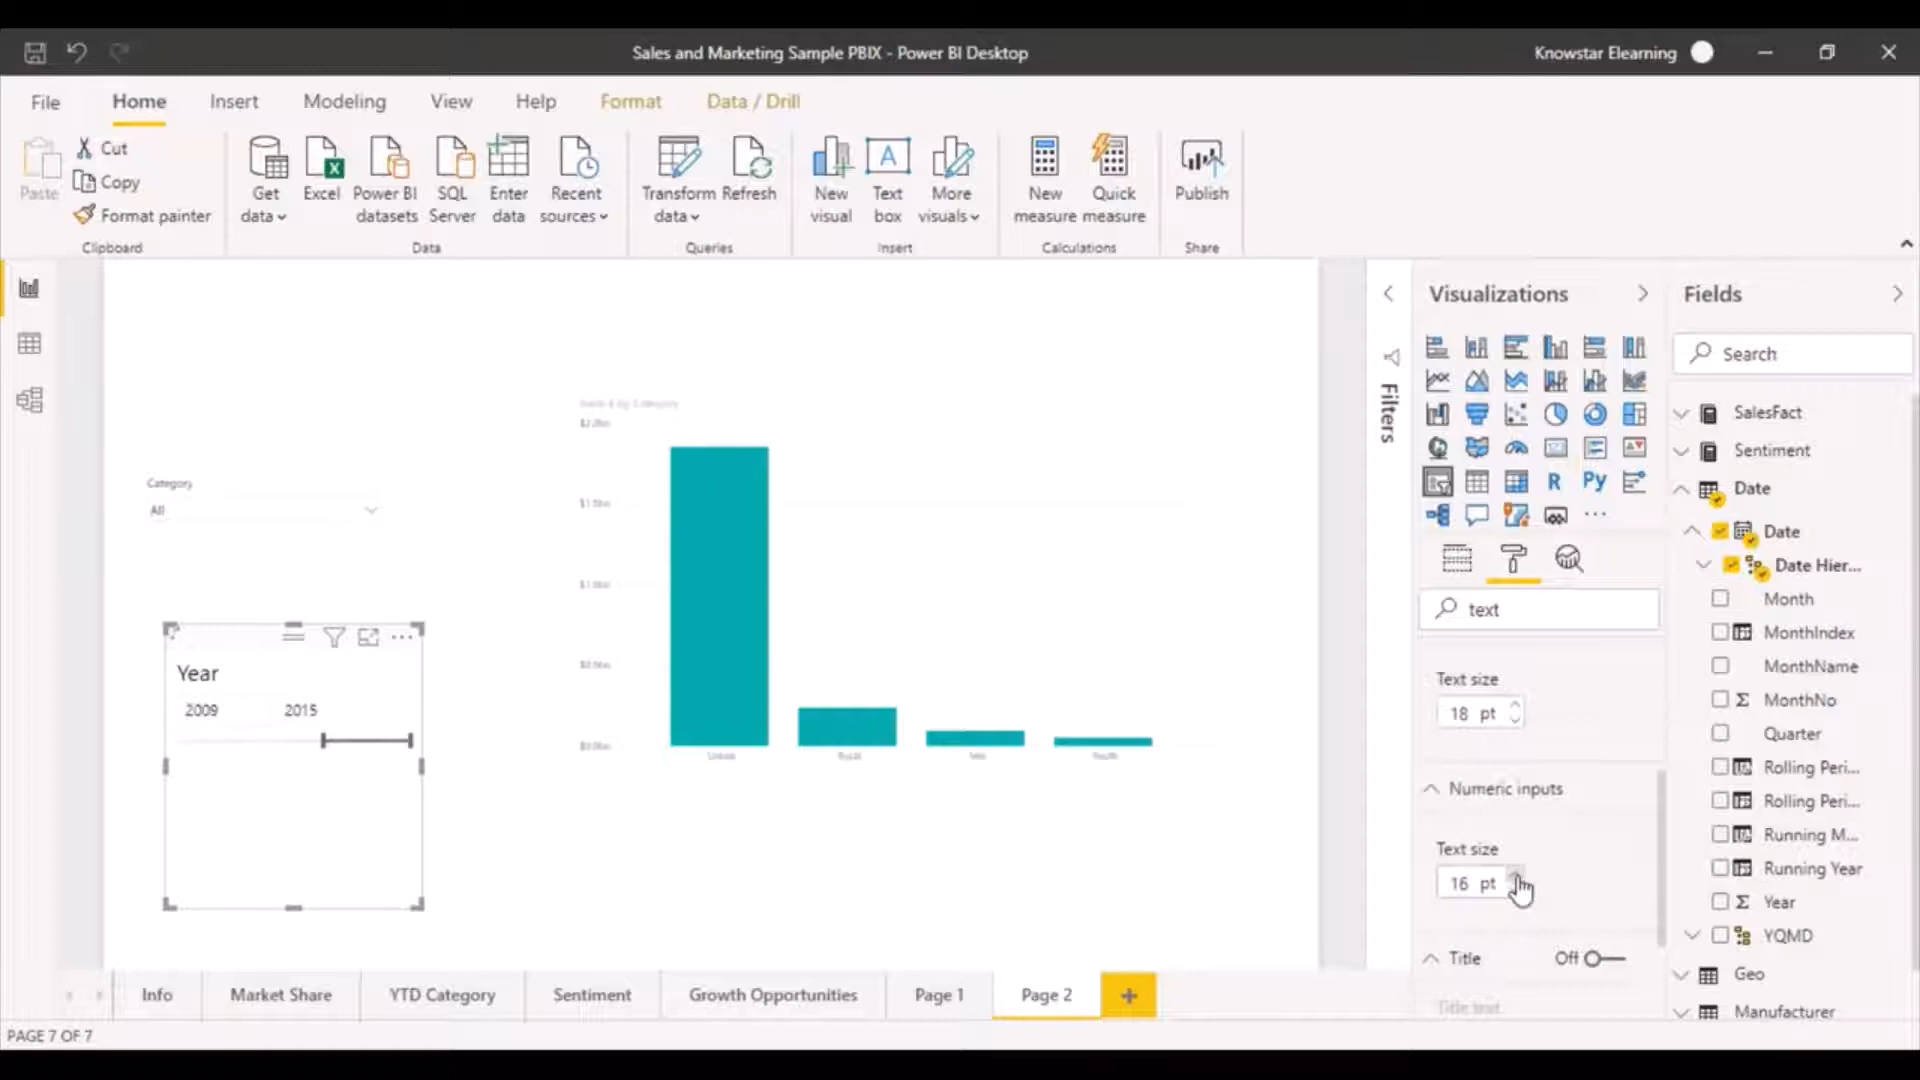 Sales and Marketing Sample PBIX - Power BI Desktop
Knowstar Elearning
File
Home
Insert
Modeling
View
Help
Format
Data / Drill
Paste
Cut
Copy
Format painter
Clipboard
Get data
Excel
Power BI datasets
SQL Server
Enter data
Recent sources
Data
Transform data
Refresh
Queries
New visual
Text box
More visuals
Insert
New measure
Quick measure
Calculations
Publish
Share
Category
All
Year
2009
2015
Filters
Visualizations
R
Py
text
Text size
18 pt
Numeric inputs
Text size
16 pt
Title
Off
Title text
Fields
Search
SalesFact
Sentiment
Date
Date
Date Hier...
Month
MonthIndex
MonthName
MonthNo
Quarter
Rolling Peri...
Rolling Peri...
Running M...
Running Year
Year
YQMD
Geo
Manufacturer
Info
Market Share
YTD Category
Sentiment
Growth Opportunities
Page 1
Page 2
PAGE 7 OF 7